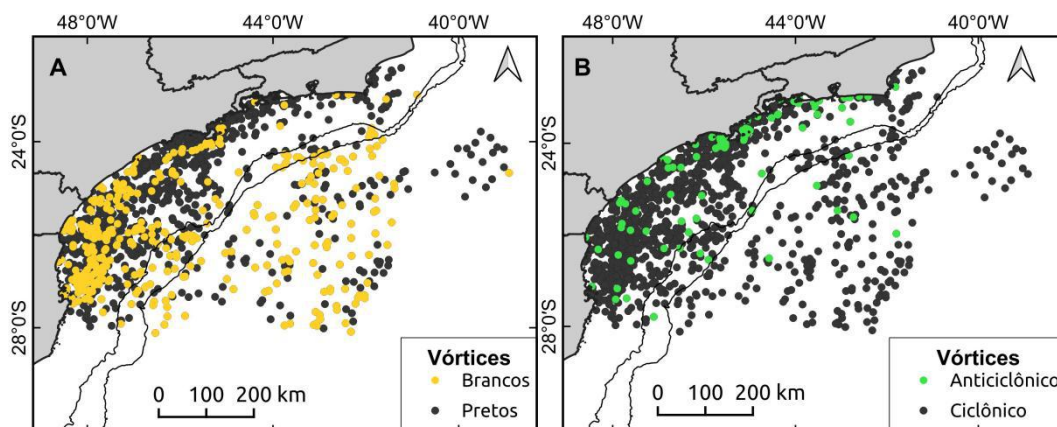 48°0'W 44°0'W 40°0'W
A
24°0'S
28°0'S
0 100 200 km
Vórtices
Brancos
Pretos
48°0'W 44°0'W 40°0'W
B
24°0'S
28°0'S
0 100 200 km
Vórtices
Anticiclônico
Ciclônico